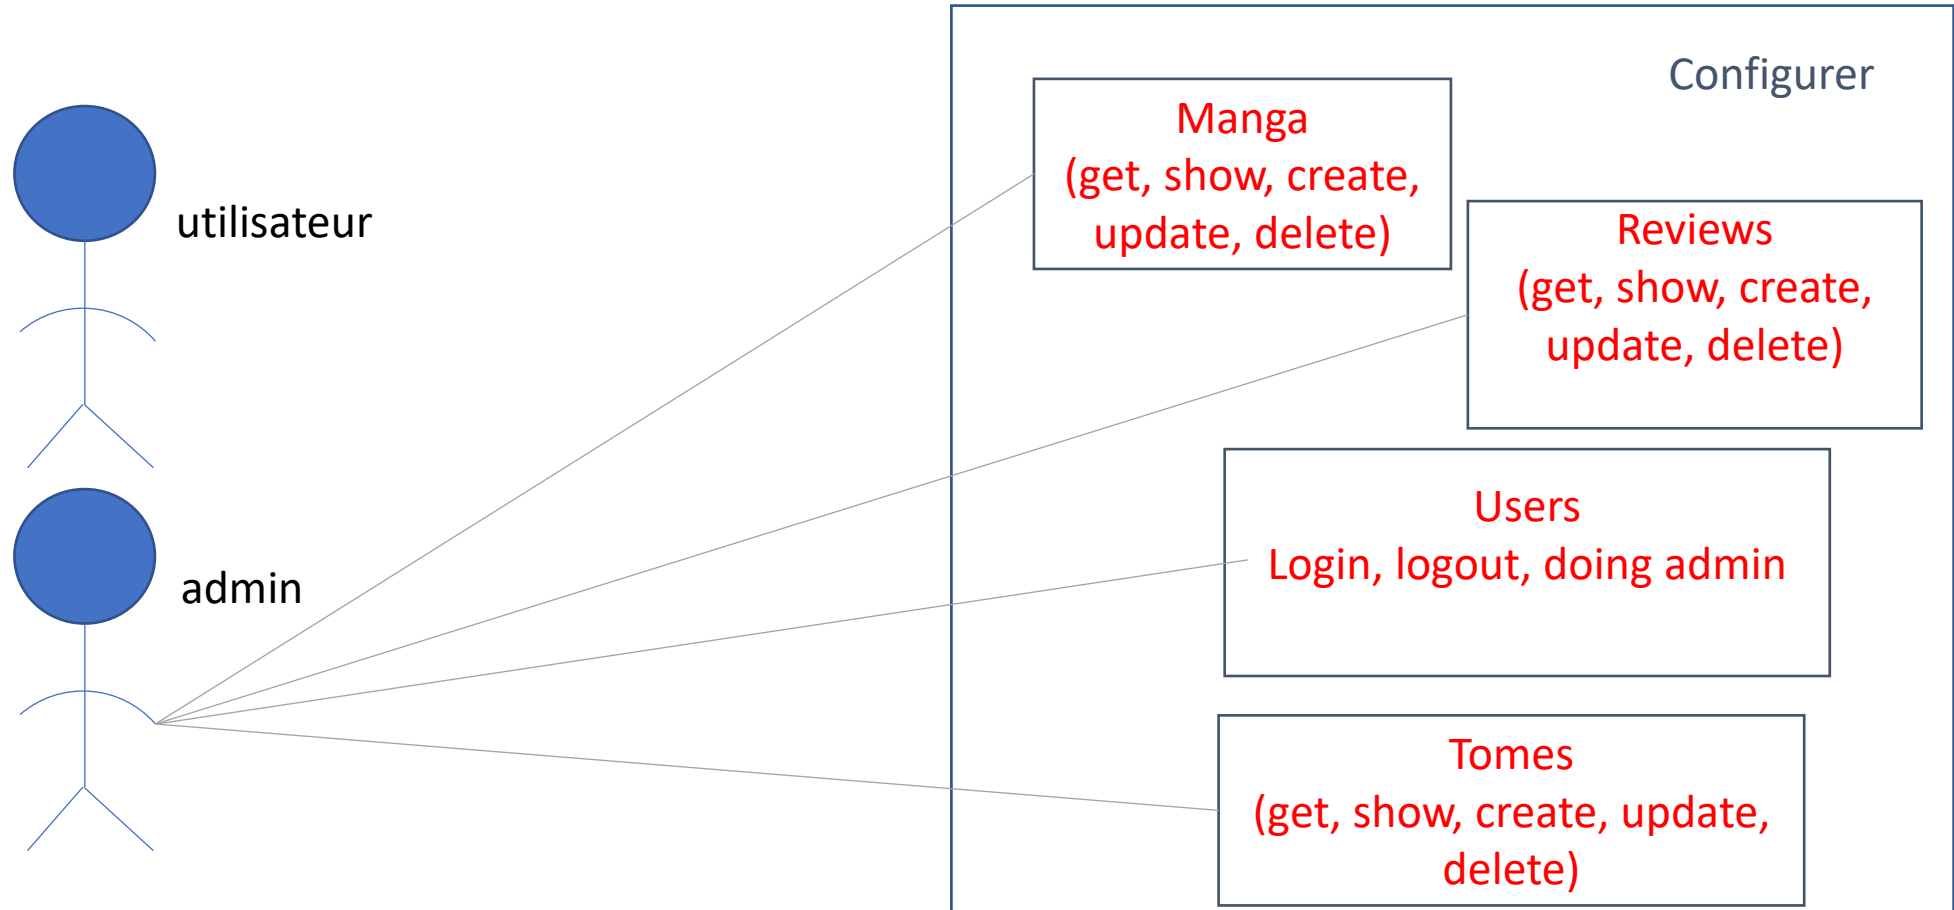 Configurer
Manga
(get, show, create,
update, delete)
utilisateur
Reviews
(get, show, create,
update, delete)
Users
Login, logout, doing admin
admin
Tomes
(get, show, create, update,
delete)